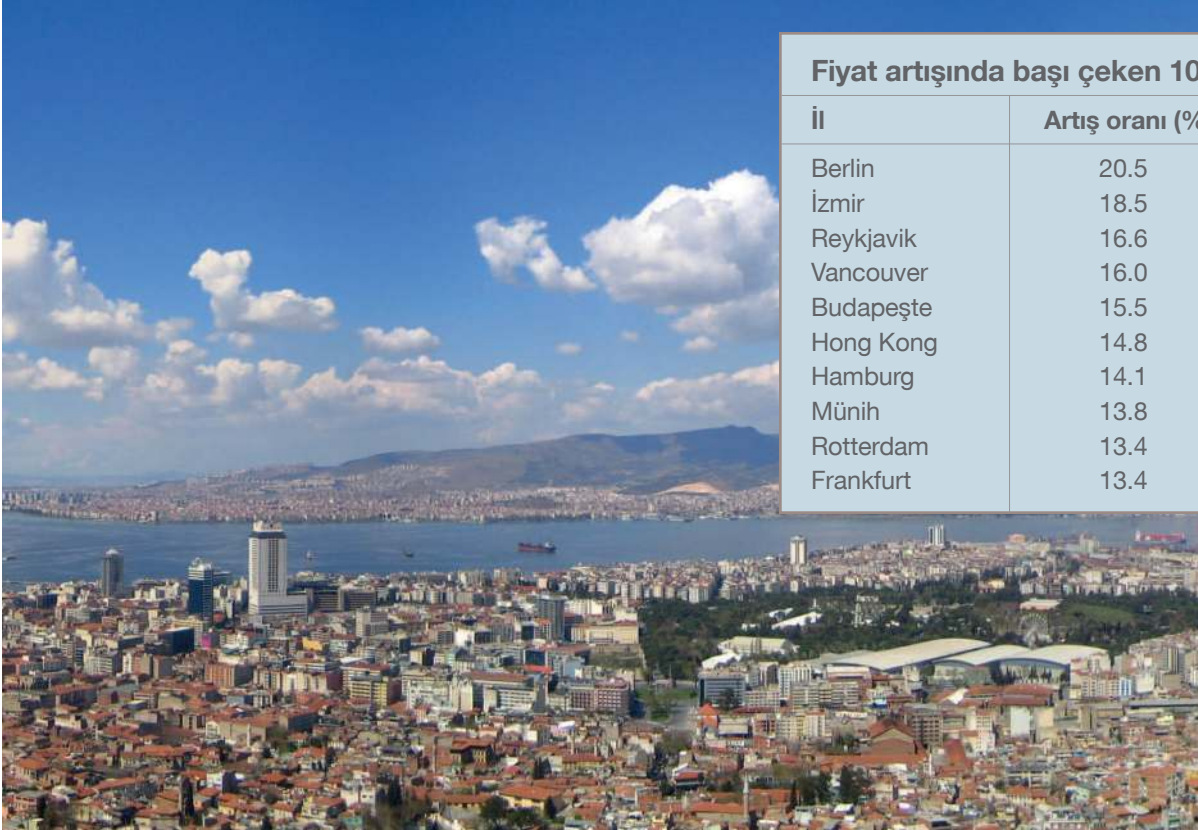 Fiyat artışında başı çeken 10
İl Artış oranı (%
Berlin 20.5
İzmir 18.5
Reykjavik 16.6
Vancouver 16.0
Budapeşte 15.5
Hong Kong 14.8
Hamburg 14.1
Münih 13.8
Rotterdam 13.4
Frankfurt 13.4